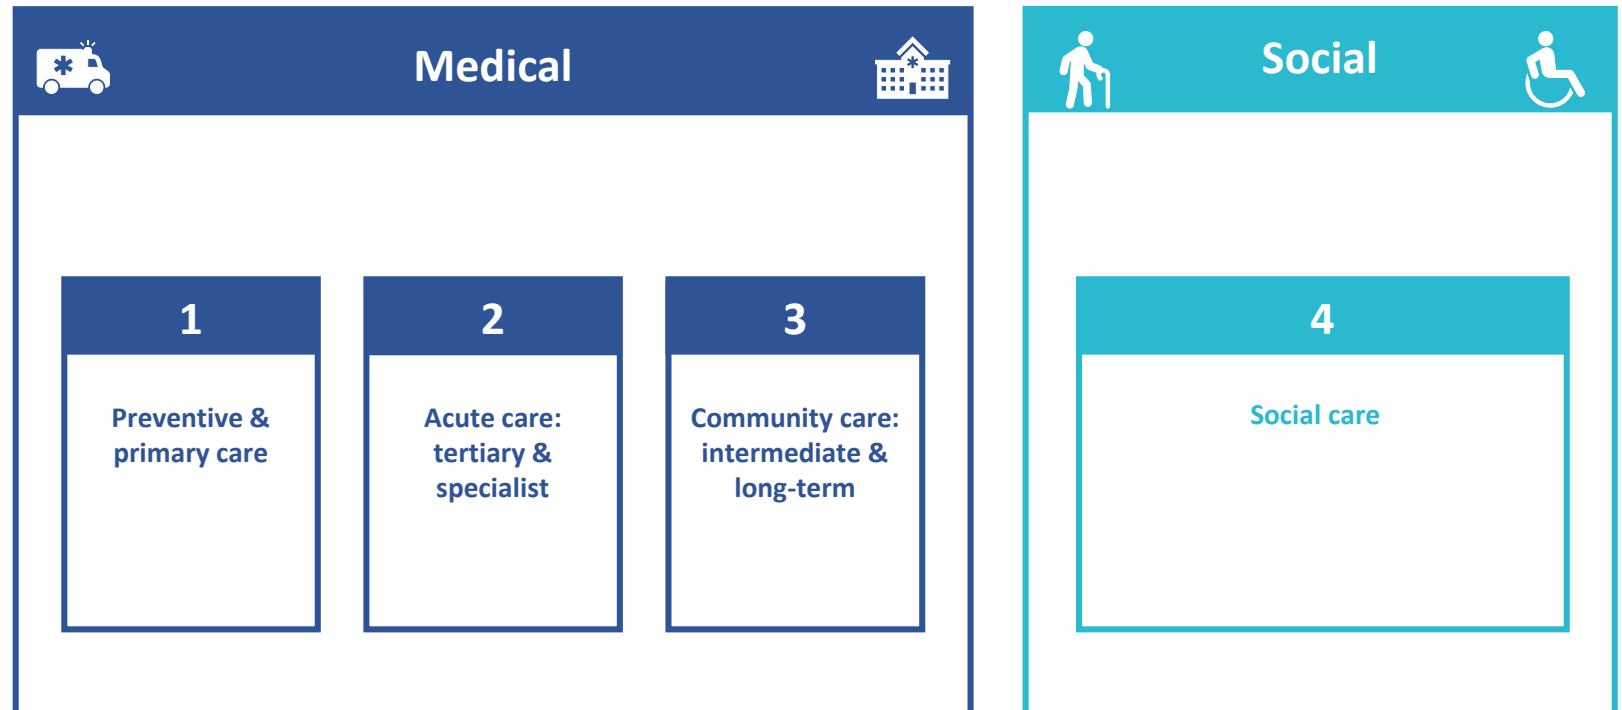 Medical
Social
1
2
3
4
Preventive &
primary care
Acute care:
tertiary &
specialist
Community care:
intermediate &
long-term
Social care